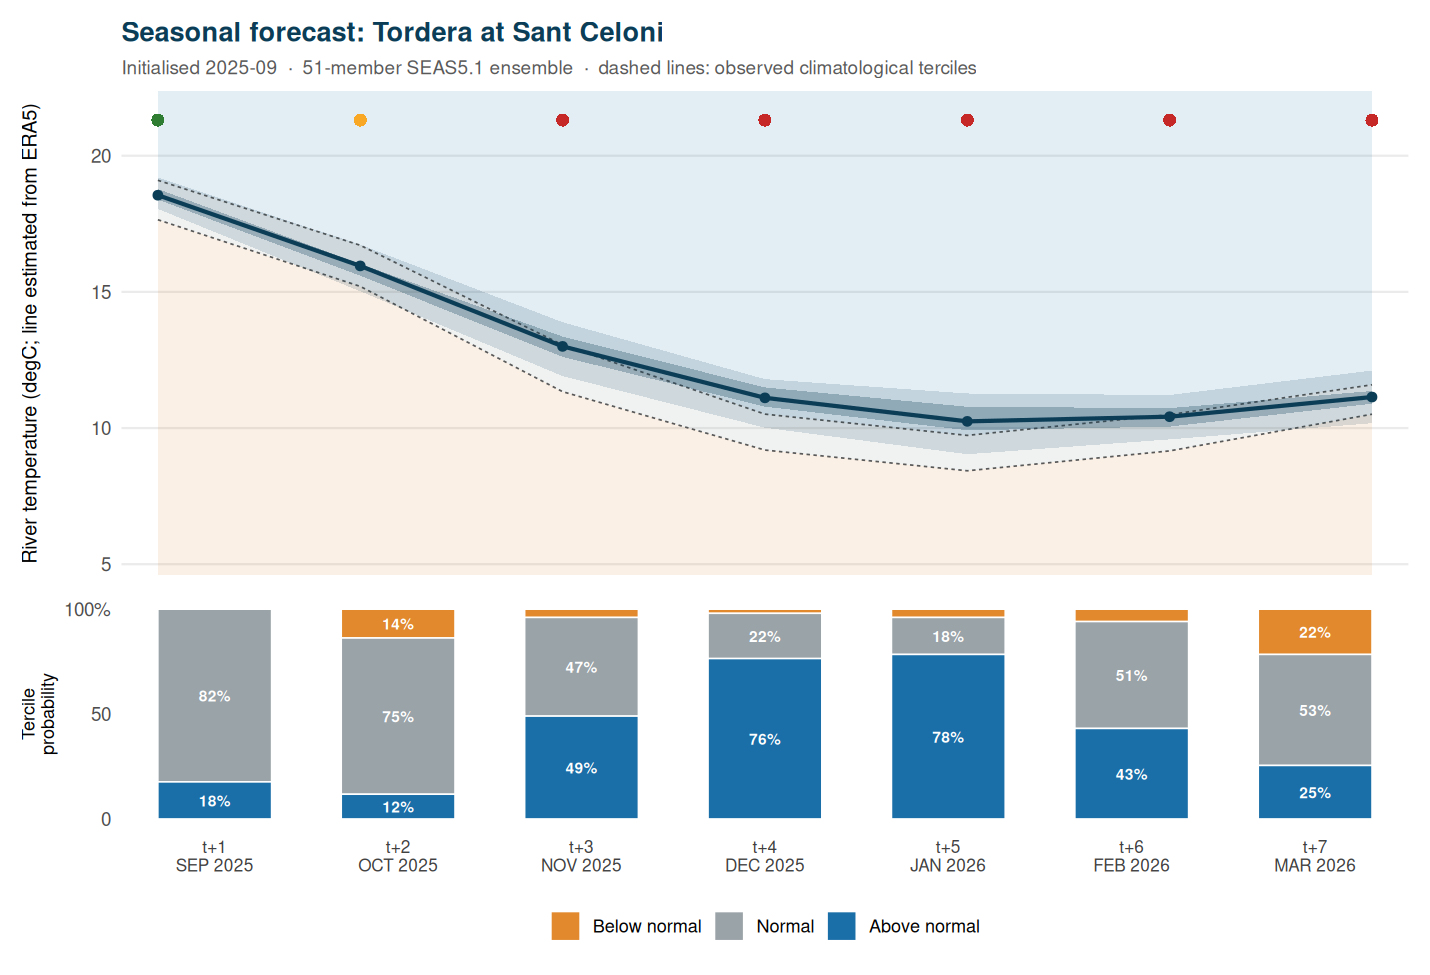 Seasonal forecast: Tordera at Sant Celoni
Initialised 2025-09 · 51-member SEAS5.1 ensemble · dashed lines: observed climatological terciles
River temperature (degC; line estimated from ERA5)
20
15
10
5
Tercile
probability
100%
50
0
82%
18%
14%
75%
12%
47%
49%
22%
76%
18%
78%
51%
43%
22%
53%
25%
t+1
SEP 2025
t+2
OCT 2025
t+3
NOV 2025
t+4
DEC 2025
t+5
JAN 2026
t+6
FEB 2026
t+7
MAR 2026
Below normal
Normal
Above normal